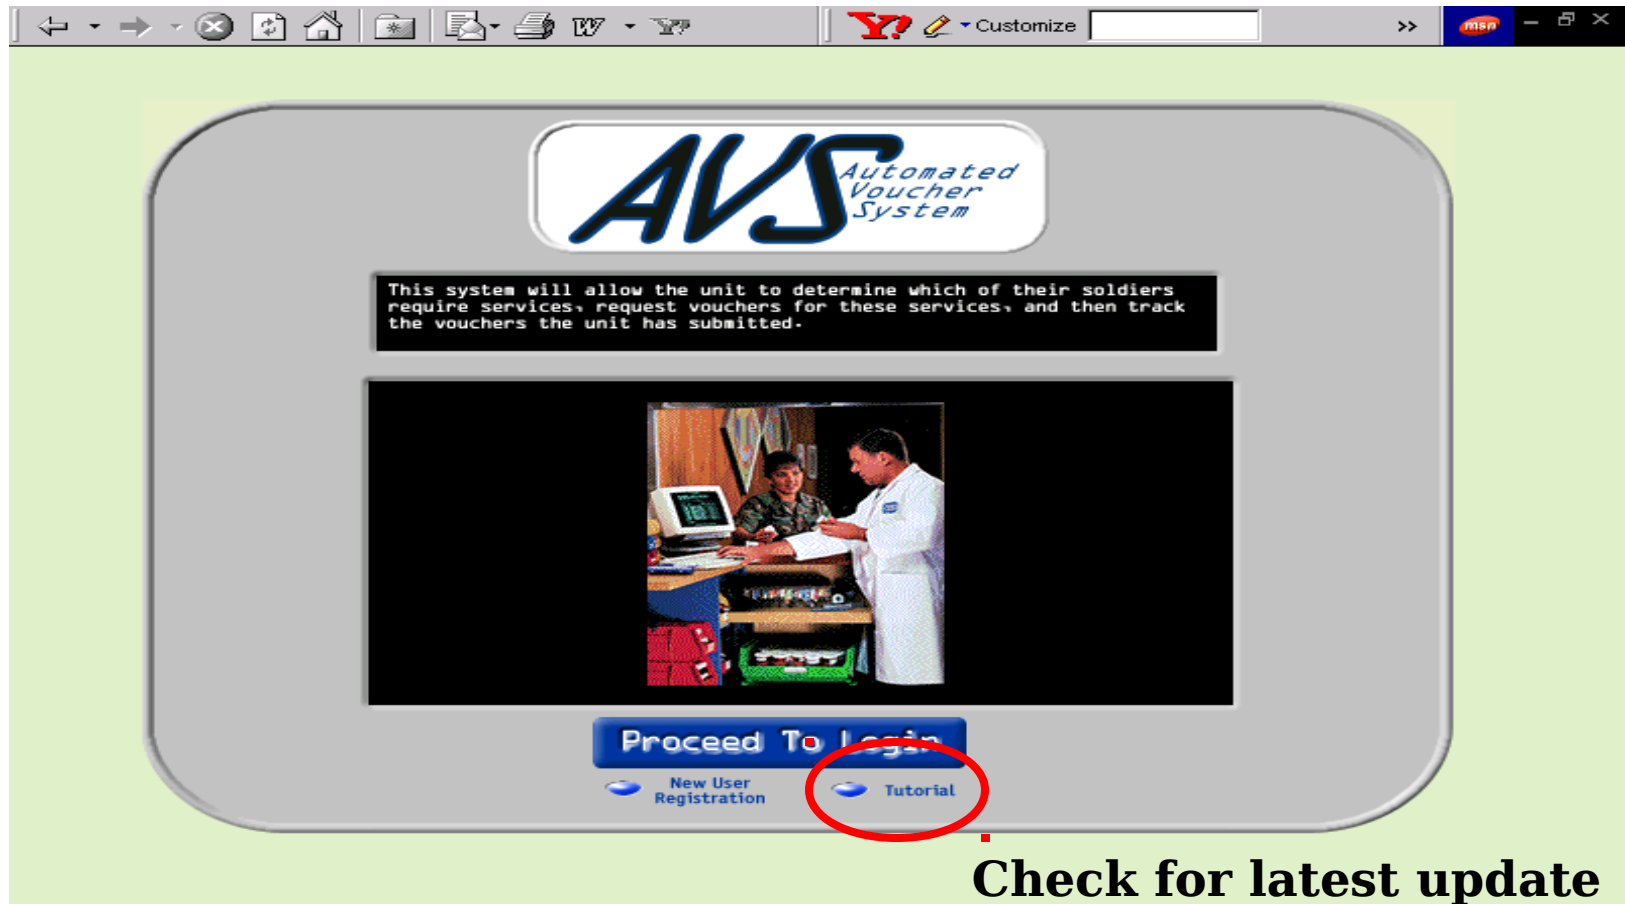 Customize
»
msn
AVS
Automated
Voucher
System
This system will allow the unit to determine which of their soldiers
require services, request vouchers for these services, and then track
the vouchers the unit has submitted.
Proceed To Login
New User
Registration
Tutorial
Check for latest update